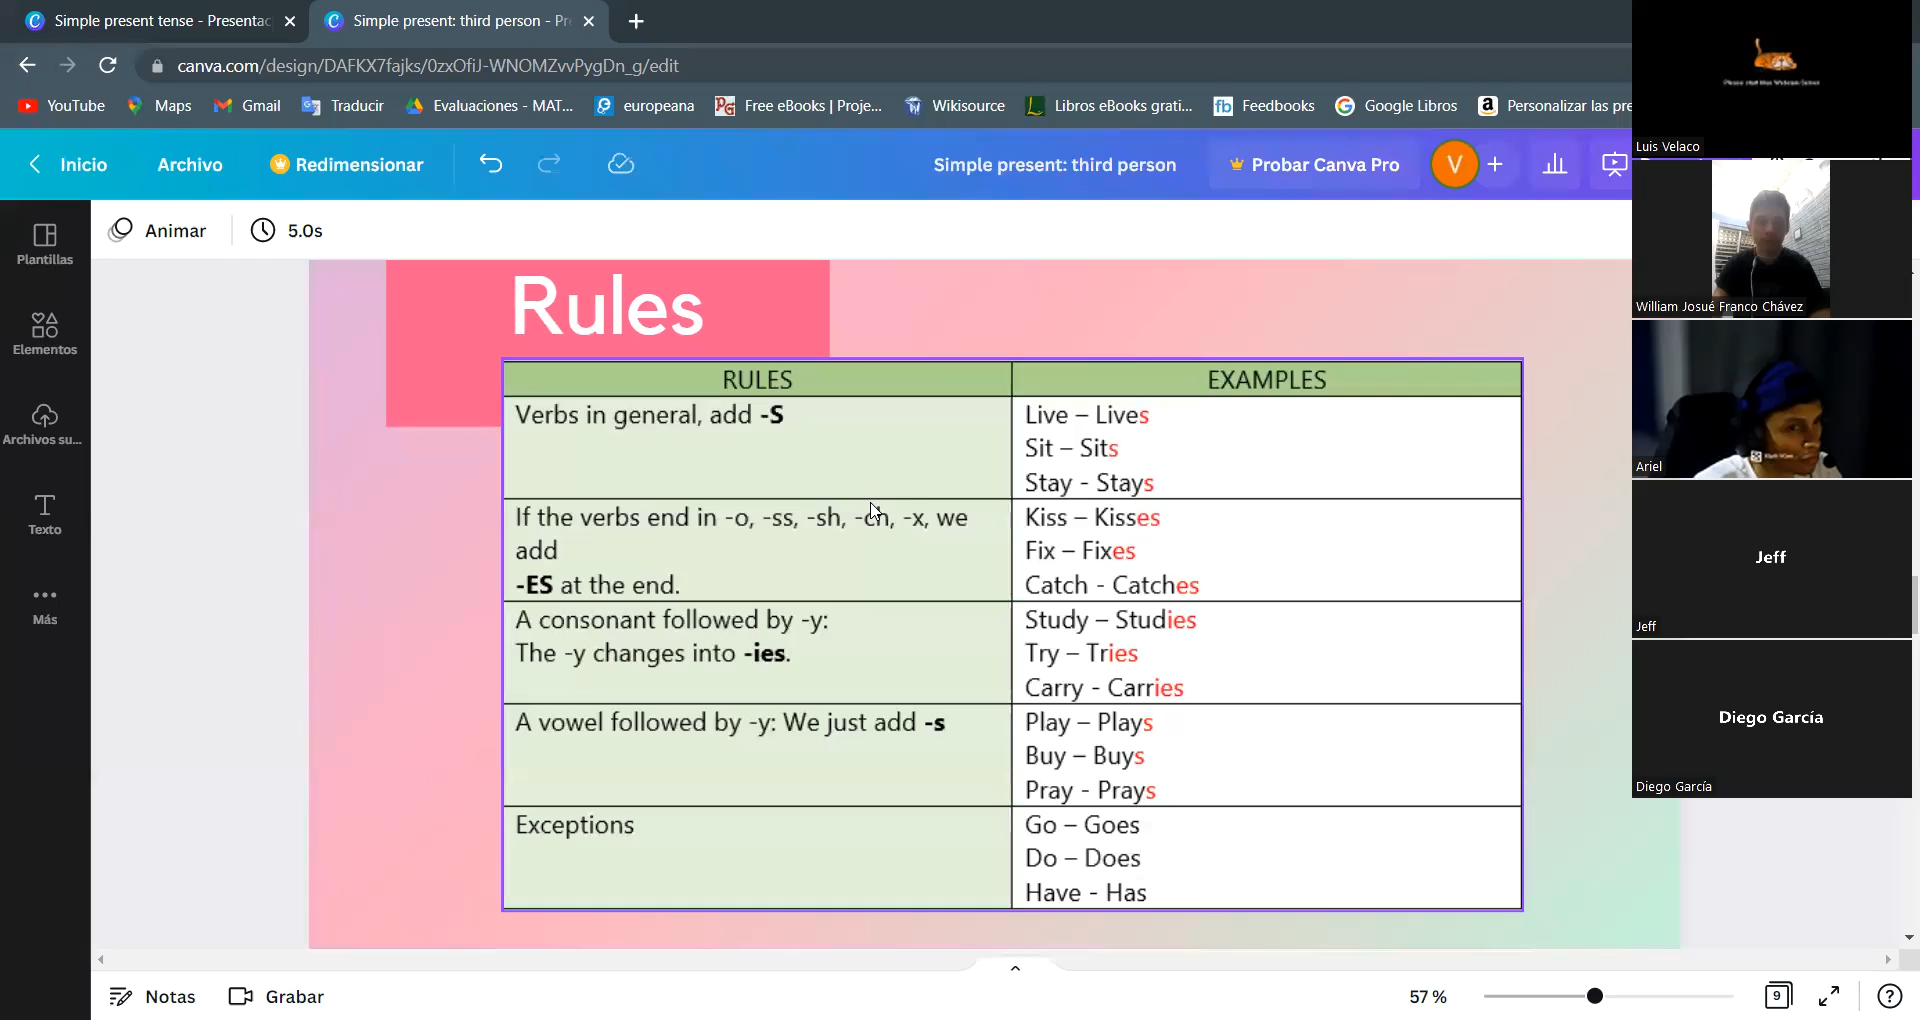 Simple present tense - Presentac
Simple present: third person - Pr
canva.com/design/DAFKX7fajks/0zxOfiJ-WNOMZvvPygDn_g/edit
YouTube
Maps
Gmail
Traducir
Evaluaciones - MAT...
europeana
Free eBooks | Proje...
Wikisource
Libros eBooks grati...
Feedbooks
Google Libros
Personalizar las pre
Inicio
Archivo
Redimensionar
Simple present: third person
Probar Canva Pro
V
Animar
5.0s
Plantillas
Elementos
Archivos su...
Texto
Más
Rules
RULES
EXAMPLES
Verbs in general, add -S
Live – Lives
Sit – Sits
Stay - Stays
If the verbs end in -o, -ss, -sh, -ch, -x, we
add
-ES at the end.
Kiss – Kisses
Fix – Fixes
Catch - Catches
A consonant followed by -y:
The -y changes into -ies.
Study – Studies
Try – Tries
Carry - Carries
A vowel followed by -y: We just add -s
Play – Plays
Buy – Buys
Pray - Prays
Exceptions
Go – Goes
Do – Does
Have - Has
Notas
Grabar
57 %
9
Luis Velaco
William Josué Franco Chávez
Ariel
Jeff
Jeff
Diego García
Diego García